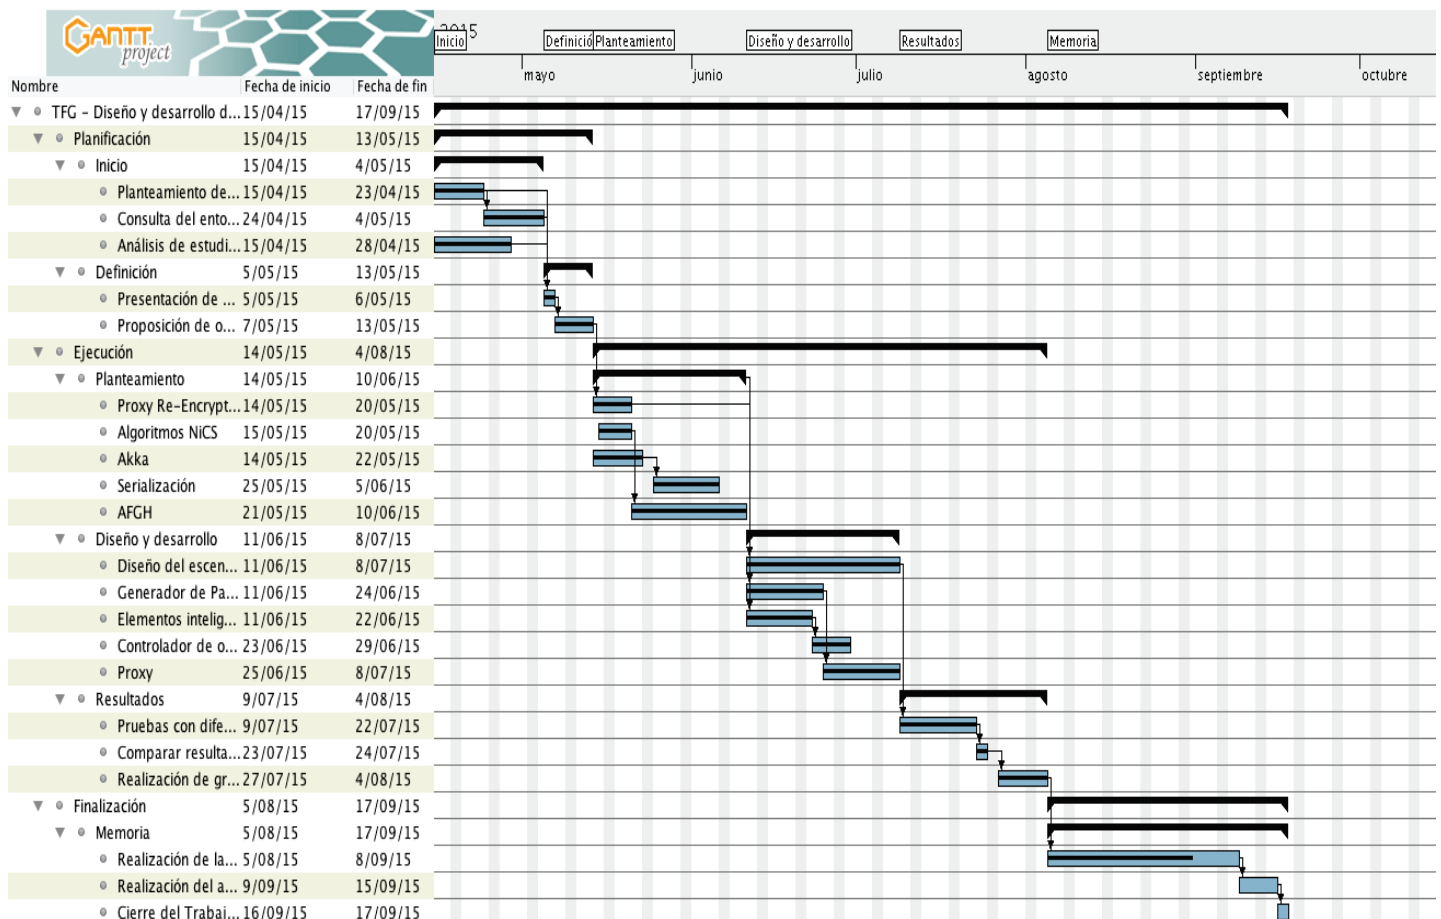 GANTT
project
2015
Inicio Definició Planteamiento Diseño y desarrollo Resultados Memoria
mayo junio julio agosto septiembre octubre
Nombre Fecha de inicio Fecha de fin
TFG - Diseño y desarrollo d... 15/04/15 17/09/15
Planificación 15/04/15 13/05/15
Inicio 15/04/15 4/05/15
Planteamiento de... 15/04/15 23/04/15
Consulta del ento... 24/04/15 4/05/15
Análisis de estudi... 15/04/15 28/04/15
Definición 5/05/15 13/05/15
Presentación de ... 5/05/15 6/05/15
Proposición de o... 7/05/15 13/05/15
Ejecución 14/05/15 4/08/15
Planteamiento 14/05/15 10/06/15
Proxy Re-Encrypt... 14/05/15 20/05/15
Algoritmos NiCS 15/05/15 20/05/15
Akka 14/05/15 22/05/15
Serialización 25/05/15 5/06/15
AFGH 21/05/15 10/06/15
Diseño y desarrollo 11/06/15 8/07/15
Diseño del escen... 11/06/15 8/07/15
Generador de Pa... 11/06/15 24/06/15
Elementos intelig... 11/06/15 22/06/15
Controlador de o... 23/06/15 29/06/15
Proxy 25/06/15 8/07/15
Resultados 9/07/15 4/08/15
Pruebas con dife... 9/07/15 22/07/15
Comparar resulta... 23/07/15 24/07/15
Realización de gr... 27/07/15 4/08/15
Finalización 5/08/15 17/09/15
Memoria 5/08/15 17/09/15
Realización de la... 5/08/15 8/09/15
Realización del a... 9/09/15 15/09/15
Cierre del Trabaj... 16/09/15 17/09/15